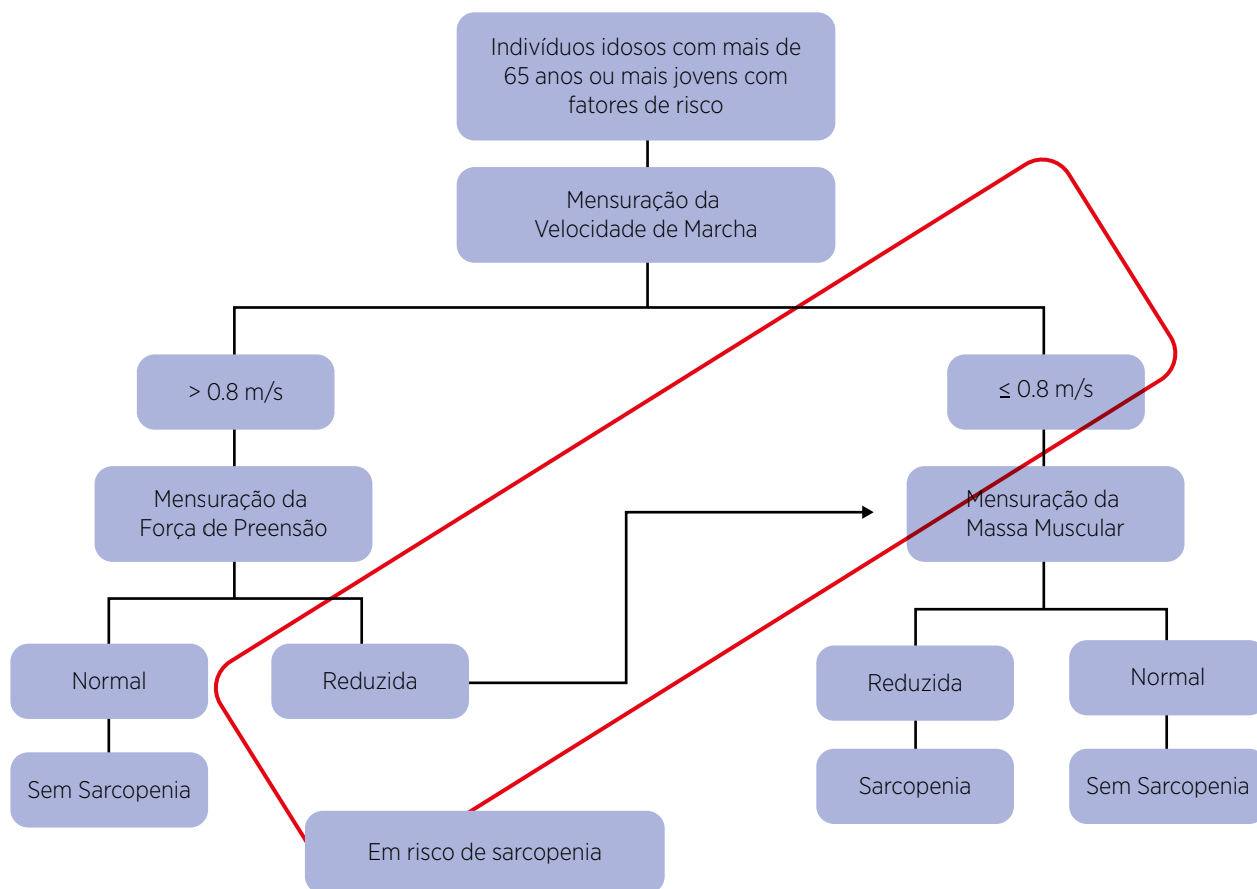 Indivíduos idosos com mais de
65 anos ou mais jovens com
fatores de risco
Mensuração da
Velocidade de Marcha
> 0.8 m/s
≤ 0.8 m/s
Mensuração da
Força de Preensão
Mensuração da
Massa Muscular
Normal
Reduzida
Reduzida
Normal
Sem Sarcopenia
Sarcopenia
Sem Sarcopenia
Em risco de sarcopenia